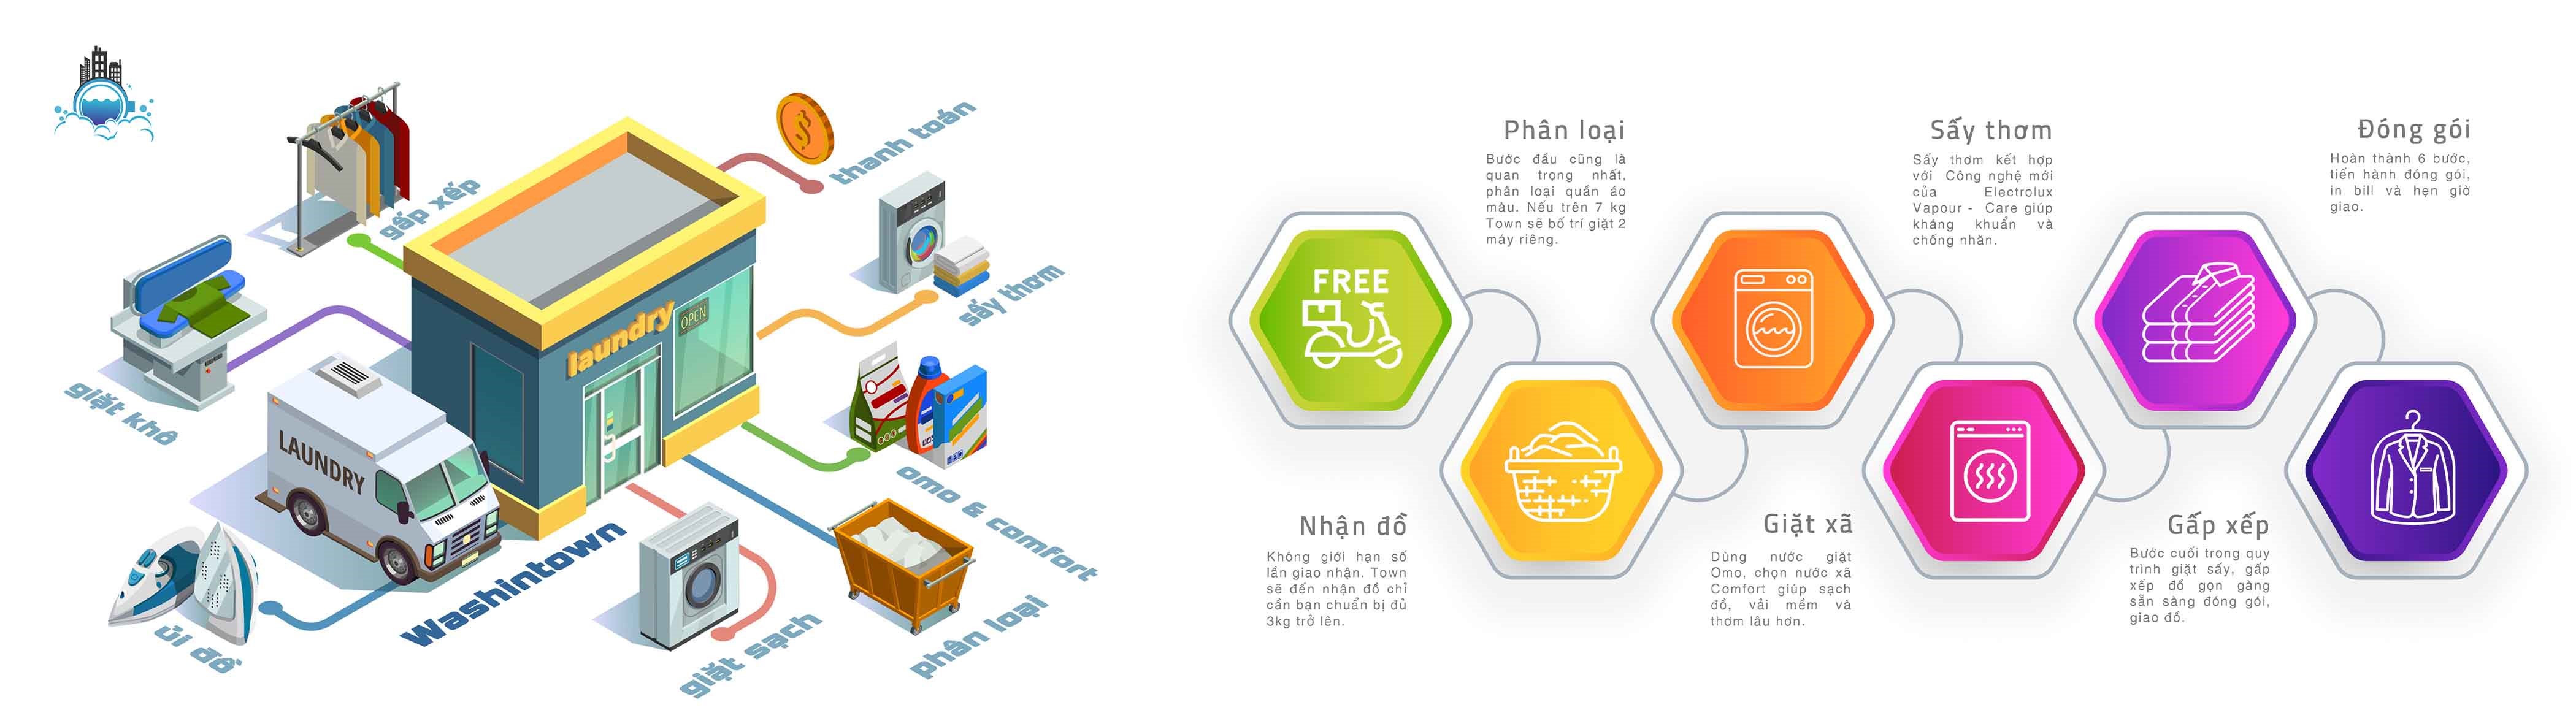 thanh toán
gấp xếp
sấy thơm
laundry
OPEN
giặt khô
LAUNDRY
omo & comfort
Washintown
ủi đồ
giặt sạch
phân loại
Phân loại
Bước đầu cũng là
quan trọng nhất,
phân loại quần áo
màu. Nếu trên 7 kg
Town sẽ bố trí giặt 2
máy riêng.
Sấy thơm
Sấy thơm kết hợp
với Công nghệ mới
của Electrolux
Vapour - Care giúp
kháng khuẩn và
chống nhăn.
Đóng gói
Hoàn thành 6 bước,
tiến hành đóng gói,
in bill và hẹn giờ
giao.
FREE
Nhận đồ
Không giới hạn số
lần giao nhận. Town
sẽ đến nhận đồ chỉ
cần bạn chuẩn bị đủ
3kg trở lên.
Giặt xã
Dùng nước giặt
Omo, chọn nước xã
Comfort giúp sạch
đồ, vải mềm và
thơm lâu hơn.
Gấp xếp
Bước cuối trong quy
trình giặt sấy, gấp
xếp đồ gọn gàng
sẵn sàng đóng gói,
giao đồ.